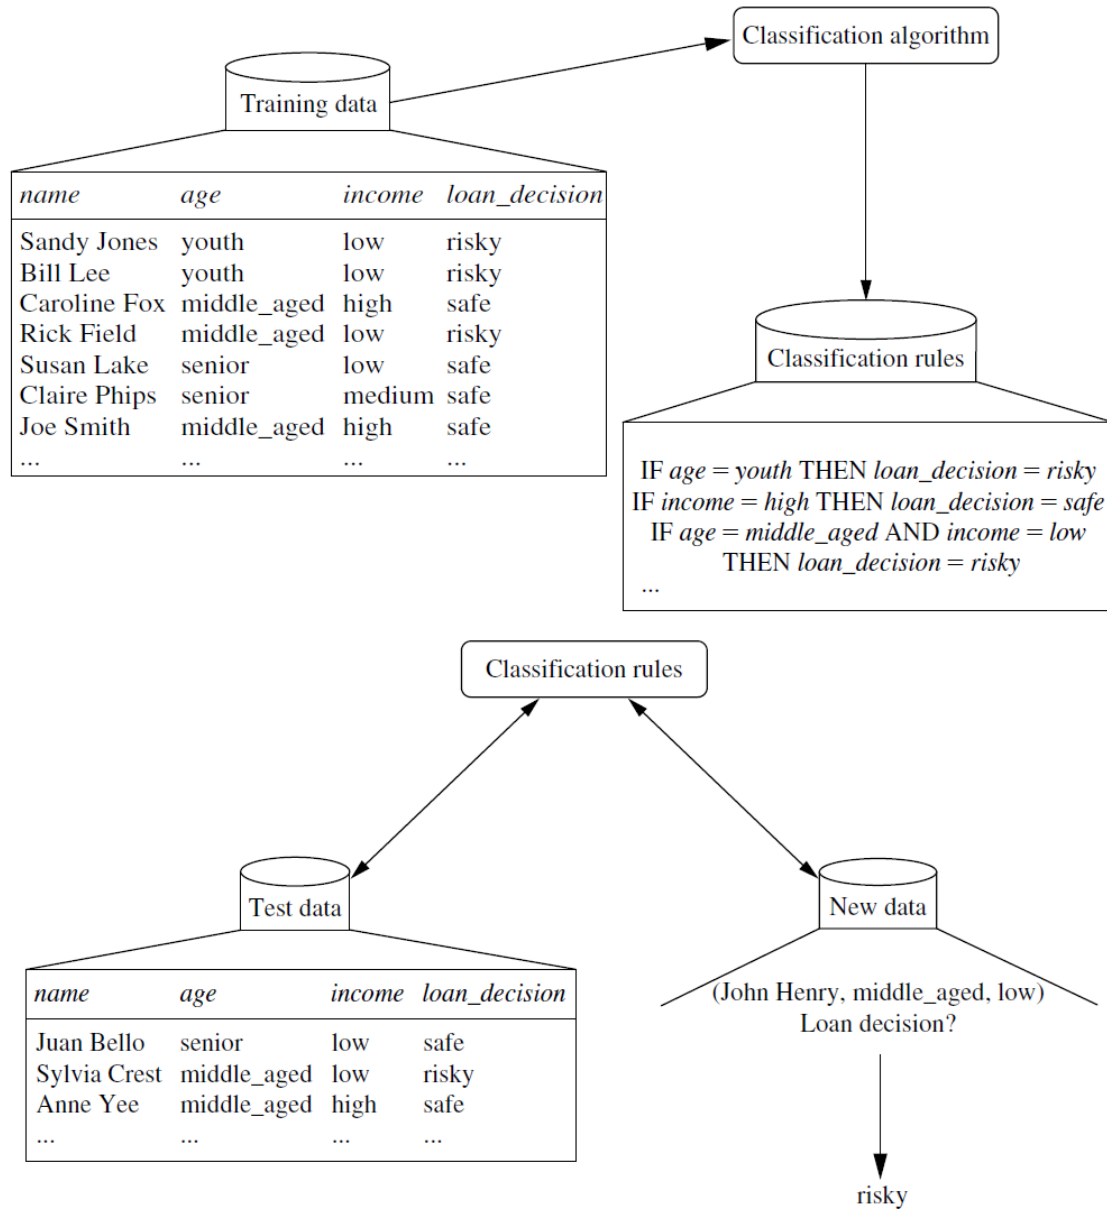 Classification algorithm
Training data
name age income loan_decision
Sandy Jones youth low risky
Bill Lee youth low risky
Caroline Fox middle_aged high safe
Rick Field middle_aged low risky
Susan Lake senior low safe
Claire Phips senior medium safe
Joe Smith middle_aged high safe
... ... ... ...
Classification rules
IF age = youth THEN loan_decision = risky
IF income = high THEN loan_decision = safe
IF age = middle_aged AND income = low
THEN loan_decision = risky
...
Classification rules
Test data
name age income loan_decision
Juan Bello senior low safe
Sylvia Crest middle_aged low risky
Anne Yee middle_aged high safe
... ... ... ...
New data
(John Henry, middle_aged, low)
Loan decision?
risky